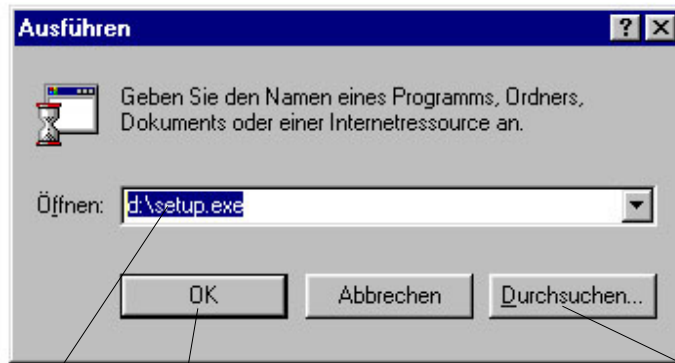 Ausführen
Geben Sie den Namen eines Programms, Ordners,
Dokuments oder einer Internetressource an.
Öffnen: d:\setup.exe
OK Abbrechen Durchsuchen...